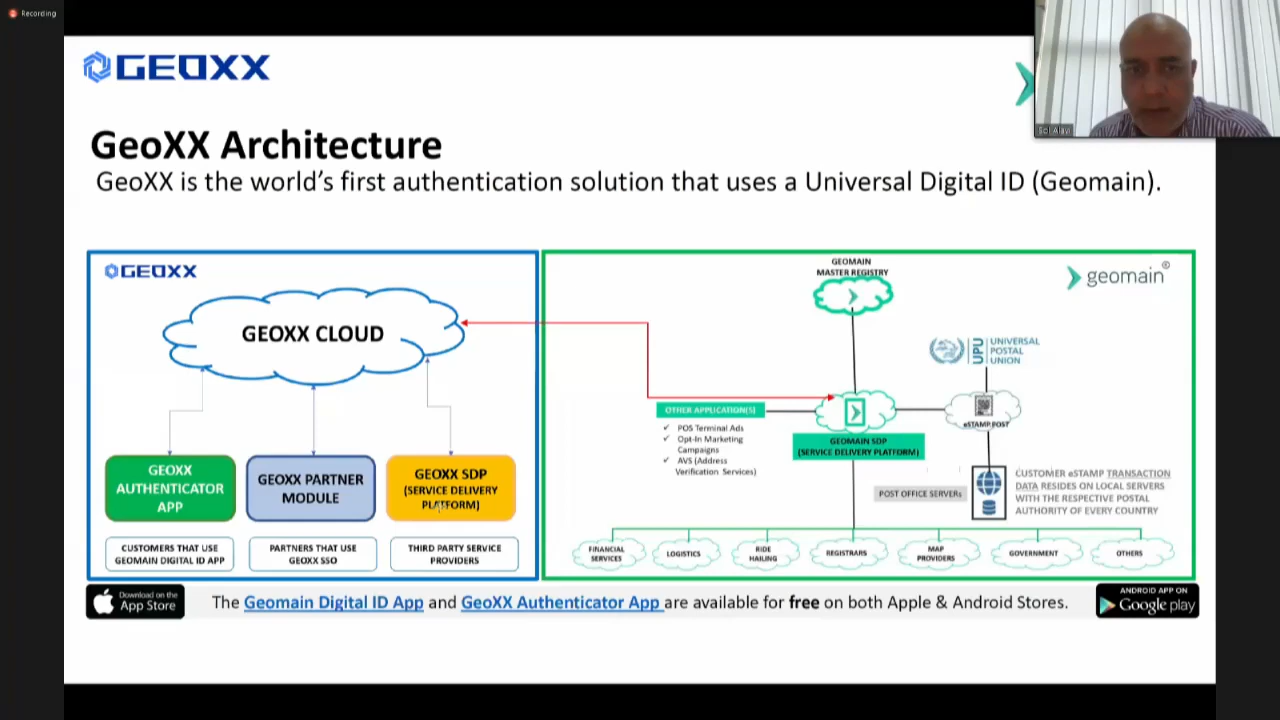 Recording
GEOXX
GeoXX Architecture
GeoXX is the world's first authentication solution that uses a Universal Digital ID (Geomain).
GEOXX
GEOXX CLOUD
GEOXX
AUTHENTICATOR
APP
GEOXX PARTNER
MODULE
GEOXX SDP
(SERVICE DELIVERY
PLATFORM)
CUSTOMERS THAT USE
GEOMAIN DIGITAL ID APP
PARTNERS THAT USE
GEOXX SSO
THIRD PARTY SERVICE
PROVIDERS
GEOMAIN
MASTER REGISTRY
geomain®
UPU
UNIVERSAL
POSTAL
UNION
OTHER APPLICATION(S)
✓ POS Terminal Ads
✓ Opt-In Marketing
Campaigns
✓ AVS (Address
Verification Services)
GEOMAIN SDP
(SERVICE DELIVERY PLATFORM)
eSTAMP.POST
POST OFFICE SERVERs
CUSTOMER eSTAMP TRANSACTION
DATA RESIDES ON LOCAL SERVERS
WITH THE RESPECTIVE POSTAL
AUTHORITY OF EVERY COUNTRY
FINANCIAL
SERVICES
LOGISTICS
RIDE
HAILING
REGISTRARS
MAP
PROVIDERS
GOVERNMENT
OTHERS
Download on the
App Store
The Geomain Digital ID App and GeoXX Authenticator App are available for free on both Apple & Android Stores.
ANDROID APP ON
Google play